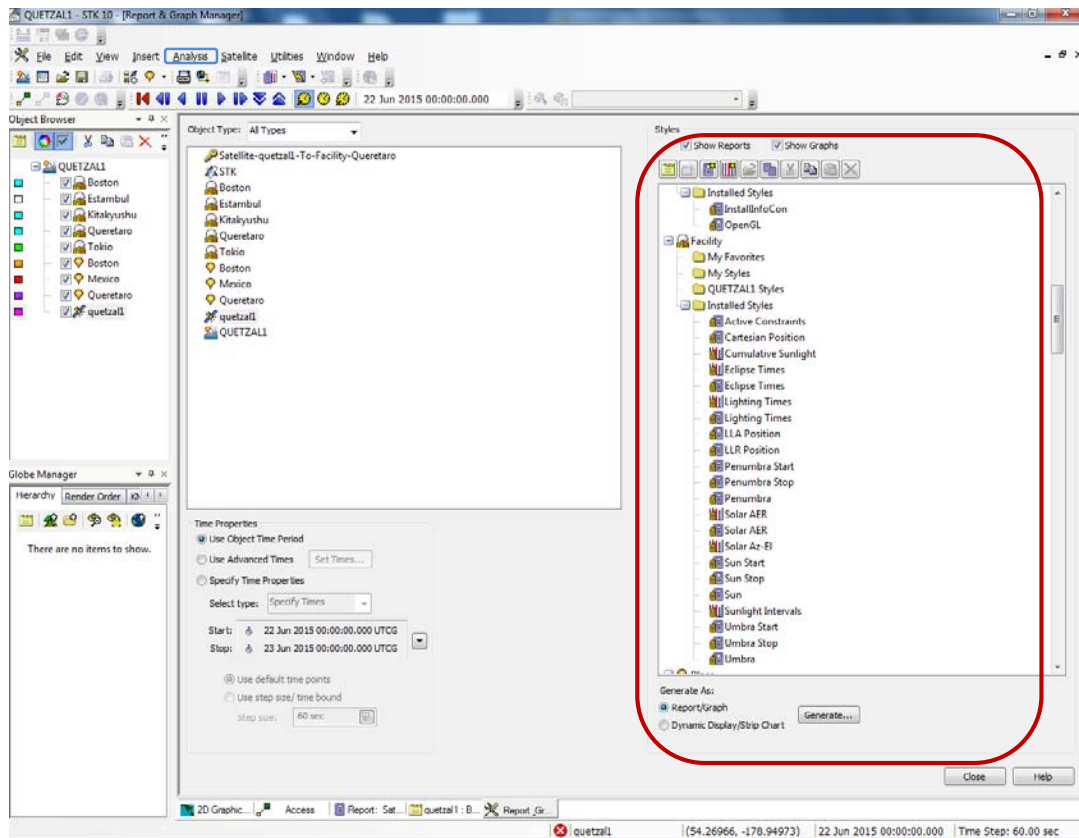 QUETZAL1 - STK 10 - [Report & Graph Manager]
File Edit View Insert Analysis Satellite Utilities Window Help
22 Jun 2015 00:00:00.000
Object Browser
QUETZAL1
Boston
Estambul
Kitakyushu
Queretaro
Tokio
Boston
Mexico
Queretaro
quetzal1
Globe Manager
Hierarchy Render Order
There are no items to show.
Object Type: All Types
Satellite-quetzal1-To-Facility-Queretaro
STK
Boston
Estambul
Kitakyushu
Queretaro
Tokio
Boston
Mexico
Queretaro
quetzal1
QUETZAL1
Time Properties
Use Object Time Period
Use Advanced Times Set Times...
Specify Time Properties
Select type: Specify Times
Start: 22 Jun 2015 00:00:00.000 UTCG
Stop: 23 Jun 2015 00:00:00.000 UTCG
Use default time points
Use step size/ time bound
Step size: 60 sec
Styles
Show Reports Show Graphs
Installed Styles
InstallInfoCon
OpenGL
Facility
My Favorites
My Styles
QUETZAL1 Styles
Installed Styles
Active Constraints
Cartesian Position
Cumulative Sunlight
Eclipse Times
Eclipse Times
Lighting Times
Lighting Times
LLA Position
LLR Position
Penumbra Start
Penumbra Stop
Penumbra
Solar AER
Solar AER
Solar Az-El
Sun Start
Sun Stop
Sun
Sunlight Intervals
Umbra Start
Umbra Stop
Umbra
Generate As:
Report/Graph
Dynamic Display/Strip Chart
Generate...
Close Help
2D Graphic... Access Report: Sat... quetzal1 : B... Report_Gr...
quetzal1 (54.26966, -178.94973) 22 Jun 2015 00:00:00.000 Time Step: 60.00 sec